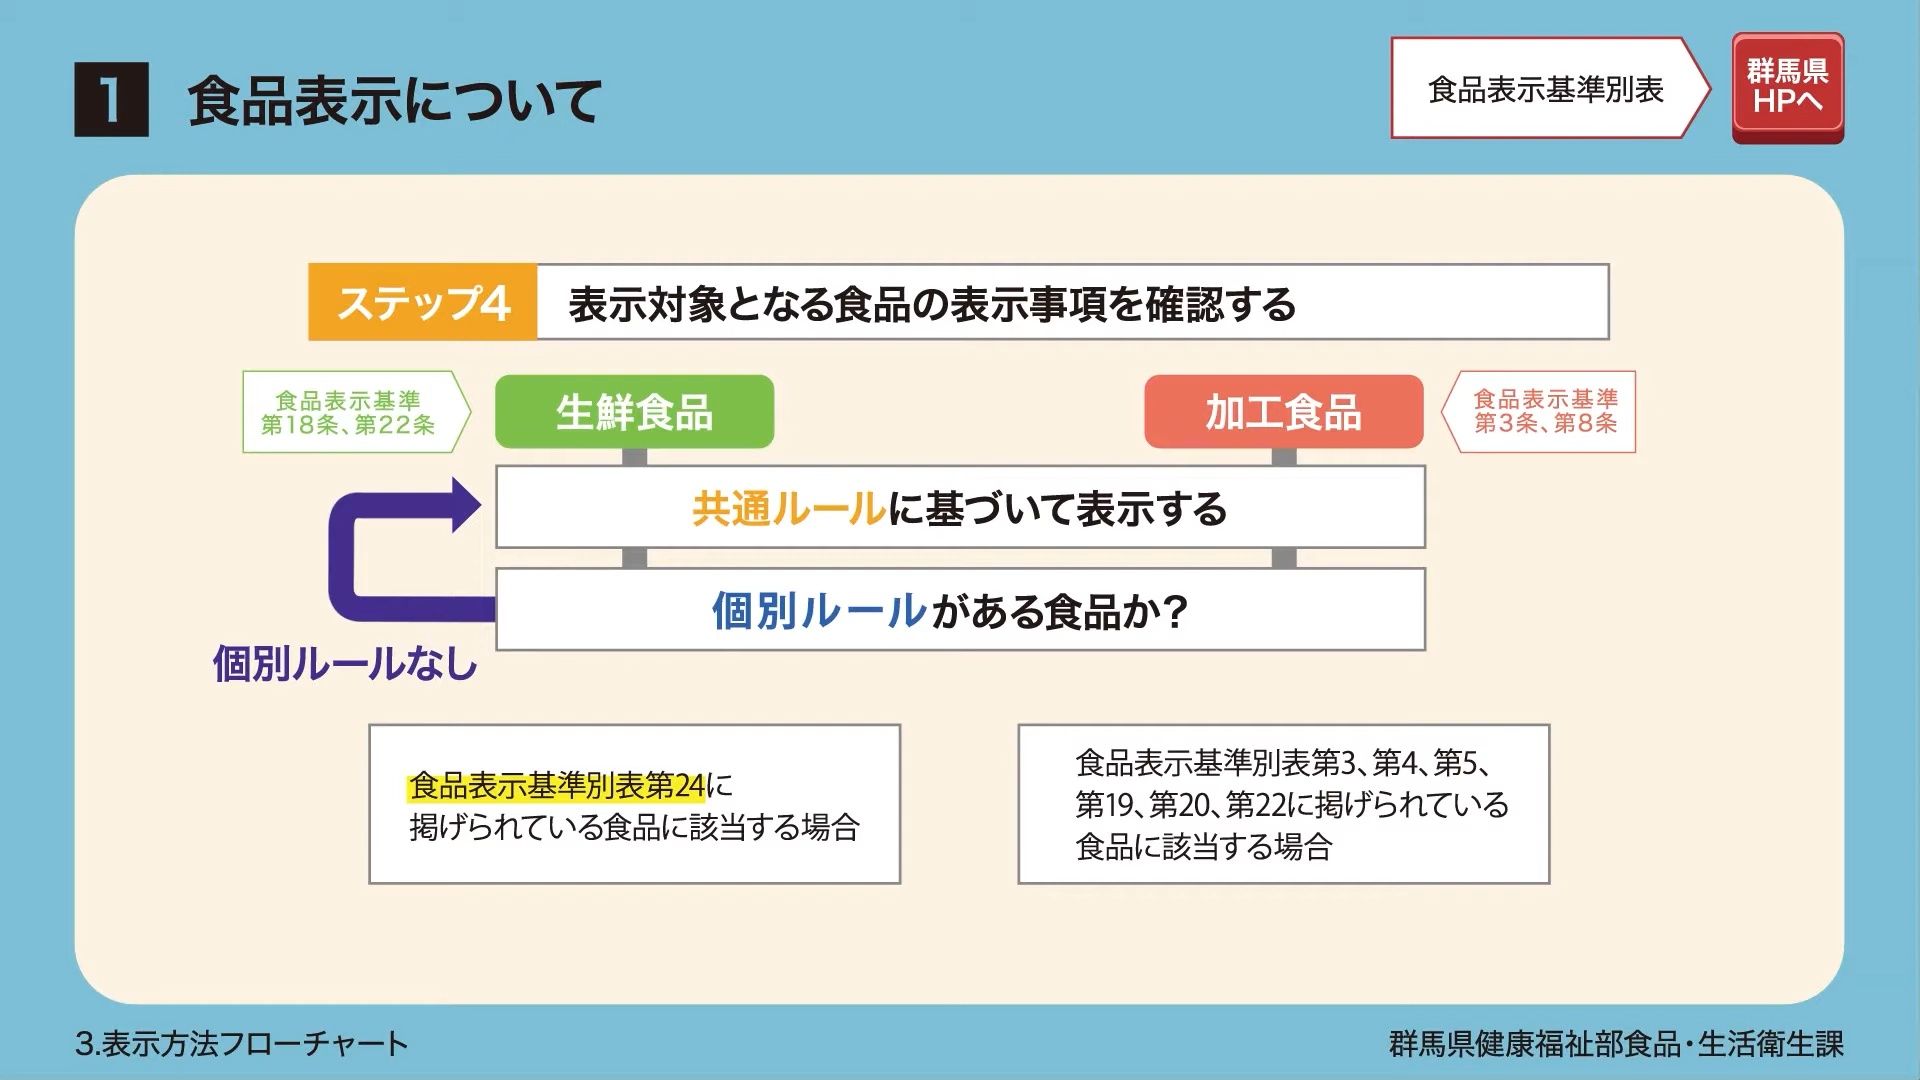 1 食品表示について
食品表示基準別表
群馬県
HPへ
ステップ4 表示対象となる食品の表示事項を確認する
食品表示基準
第18条、第22条
生鮮食品
加工食品
食品表示基準
第3条、第8条
共通ルールに基づいて表示する
個別ルールがある食品か?
個別ルールなし
食品表示基準別表第24に
掲げられている食品に該当する場合
食品表示基準別表第3、第4、第5、
第19、第20、第22に掲げられている
食品に該当する場合
3.表示方法フローチャート
群馬県健康福祉部食品・生活衛生課